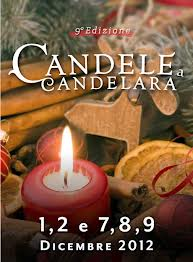 9ª Edizione
CANDELE a
CANDELARA
1,2 e 7,8,9
DICEMBRE 2012